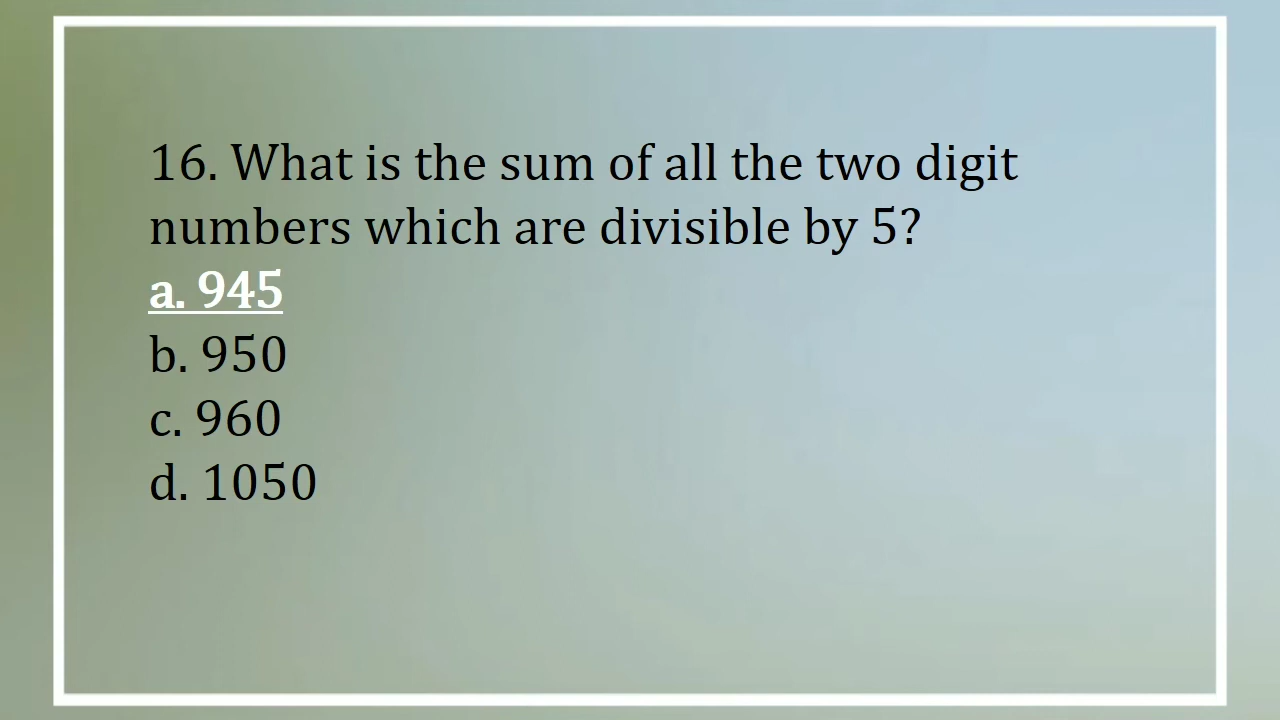 16. What is the sum of all the two digit
numbers which are divisible by 5?
a. 945
b. 950
c. 960
d. 1050